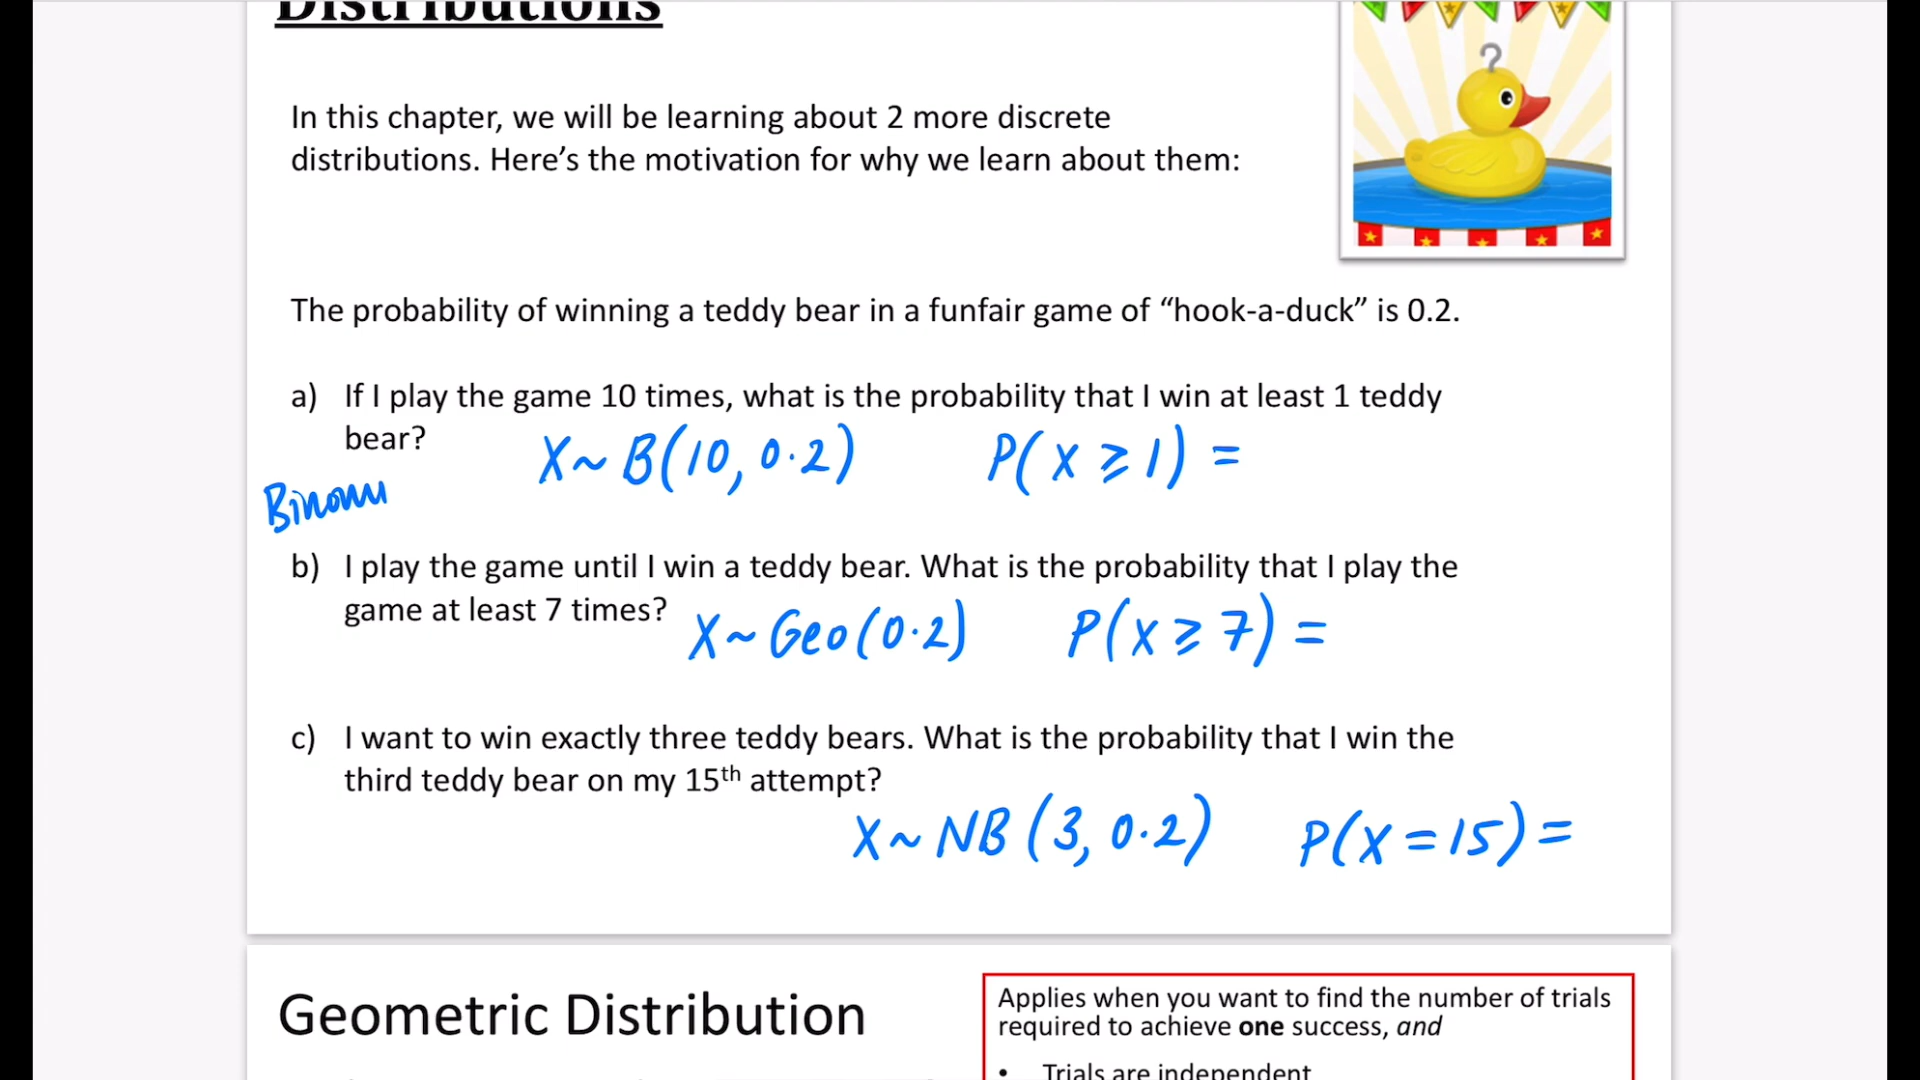 Distributions
In this chapter, we will be learning about 2 more discrete
distributions. Here’s the motivation for why we learn about them:
The probability of winning a teddy bear in a funfair game of “hook-a-duck” is 0.2.
a) If I play the game 10 times, what is the probability that I win at least 1 teddy
bear?
X~ B(10, 0·2) P(X ⩾ 1) =
Binom
b) I play the game until I win a teddy bear. What is the probability that I play the
game at least 7 times?
X~ Geo(0·2) P(X ⩾ 7) =
c) I want to win exactly three teddy bears. What is the probability that I win the
third teddy bear on my 15th attempt?
X~ NB (3, 0·2) P(X = 15) =
Geometric Distribution
Applies when you want to find the number of trials
required to achieve one success, and
• Trials are independent